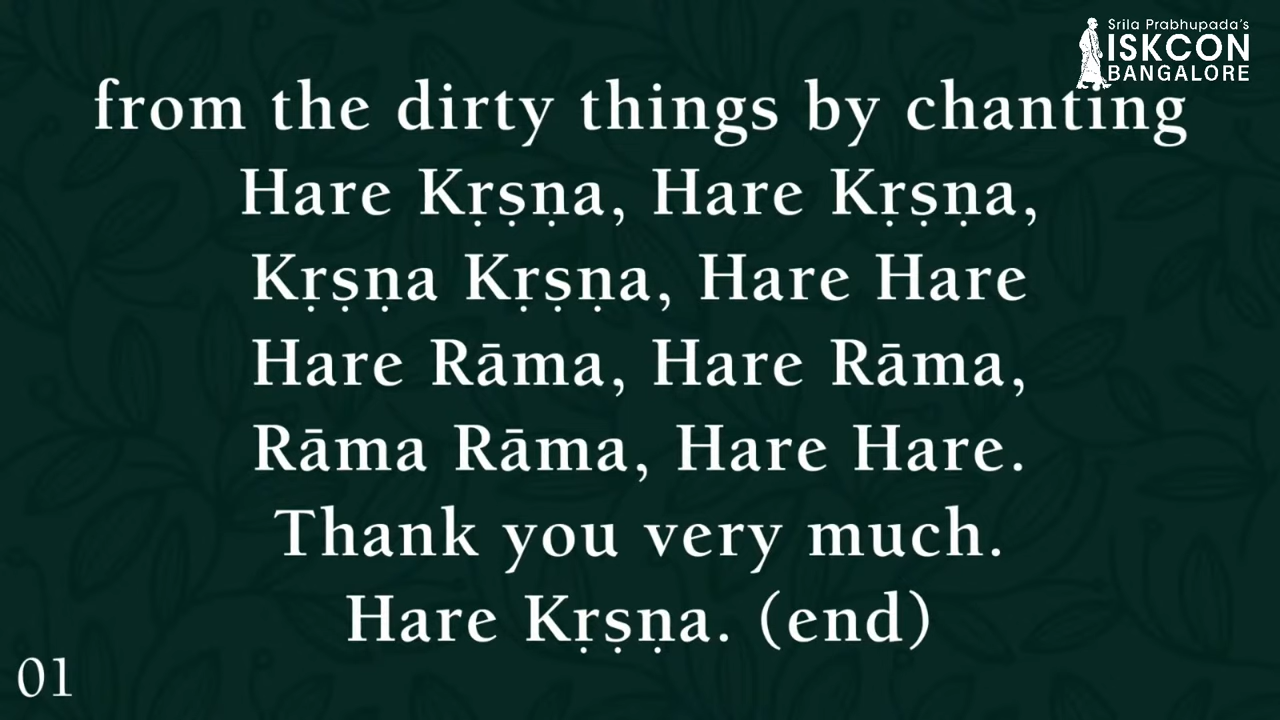 Srila Prabhupada's
ISKCON
BANGALORE
from the dirty things by chanting
Hare Kṛṣṇa, Hare Kṛṣṇa,
Kṛṣṇa Kṛṣṇa, Hare Hare
Hare Rāma, Hare Rāma,
Rāma Rāma, Hare Hare.
Thank you very much.
Hare Kṛṣṇa. (end)
01